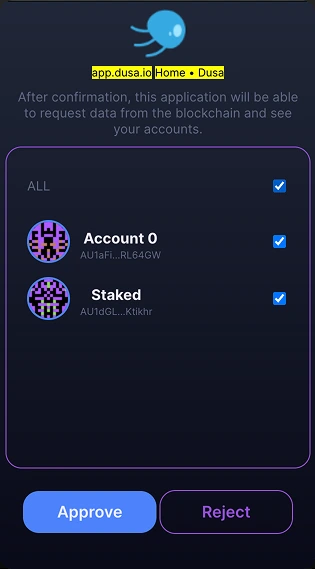 app.dusa.io Home • Dusa
After confirmation, this application will be able
to request data from the blockchain and see
your accounts.
ALL
Account 0
AU1aFi...RL64GW
Staked
AU1dGL...Ktikhr
Approve
Reject